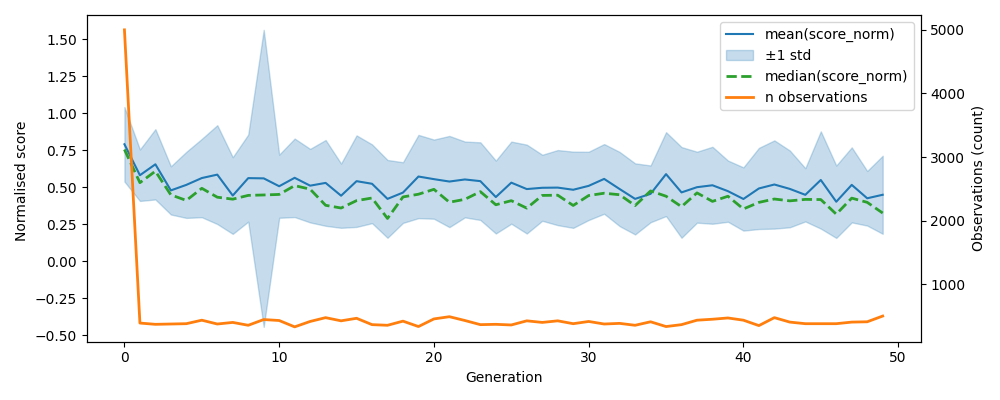 mean(score_norm)
±1 std
median(score_norm)
n observations
Normalised score
1.50
1.25
1.00
0.75
0.50
0.25
0.00
−0.25
−0.50
5000
4000
3000
2000
1000
Observations (count)
0 10 20 30 40 50
Generation